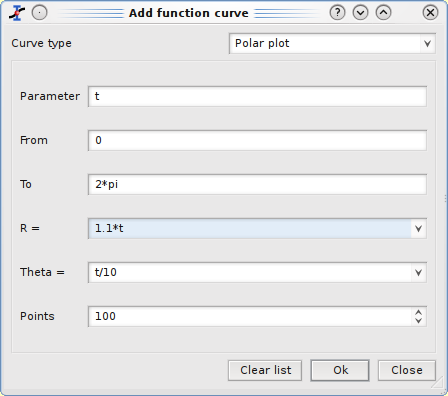 Add function curve
Curve type Polar plot
Parameter t
From 0
To 2*pi
R = 1.1*t
Theta = t/10
Points 100
Clear list Ok Close